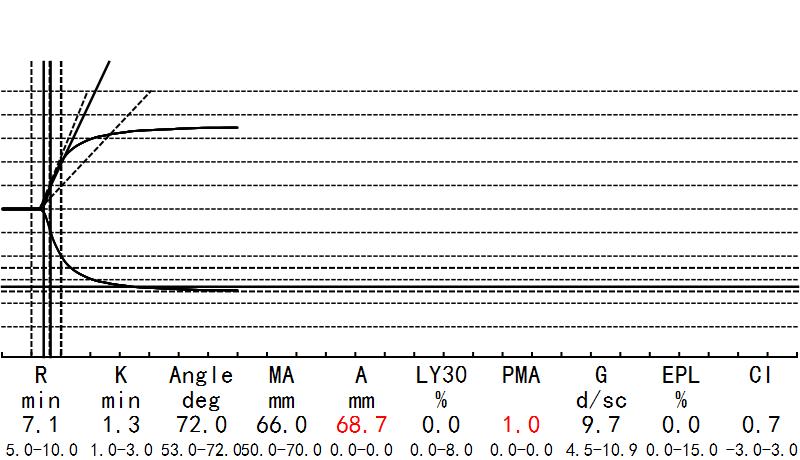 R K Angle MA A LY30 PMA G EPL CI
min min deg mm mm % d/sc %
7.1 1.3 72.0 66.0 68.7 0.0 1.0 9.7 0.0 0.7
5.0-10.0 1.0-3.0 53.0-72.0 50.0-70.0 0.0-0.0 0.0-8.0 0.0-0.0 4.5-10.9 0.0-15.0 -3.0-3.0